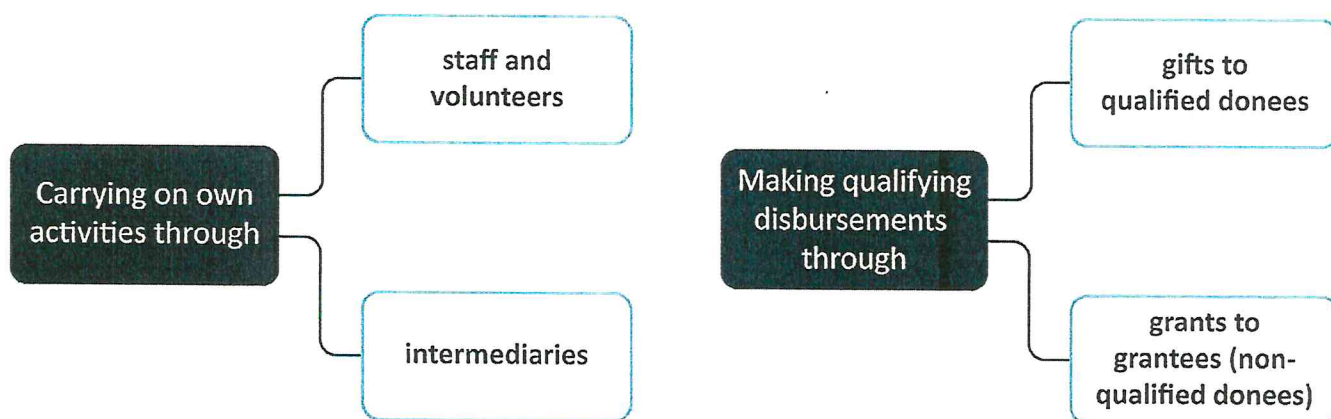 Carrying on own
activities through
staff and
volunteers
intermediaries
Making qualifying
disbursements
through
gifts to
qualified donees
grants to
grantees (non-
qualified donees)